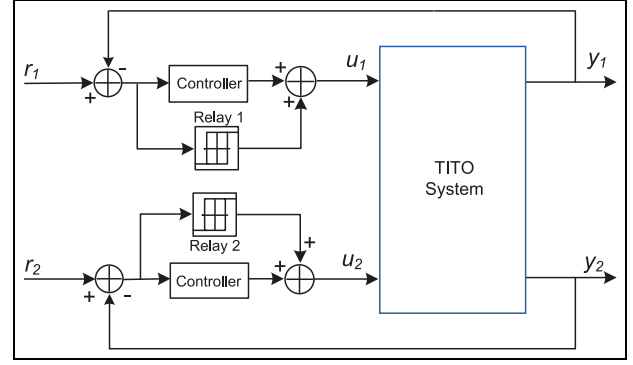 r1
-
+
Controller
+
+
u1
y1
Relay 1
TITO
System
Relay 2
r2
+
-
Controller
+
+
u2
y2